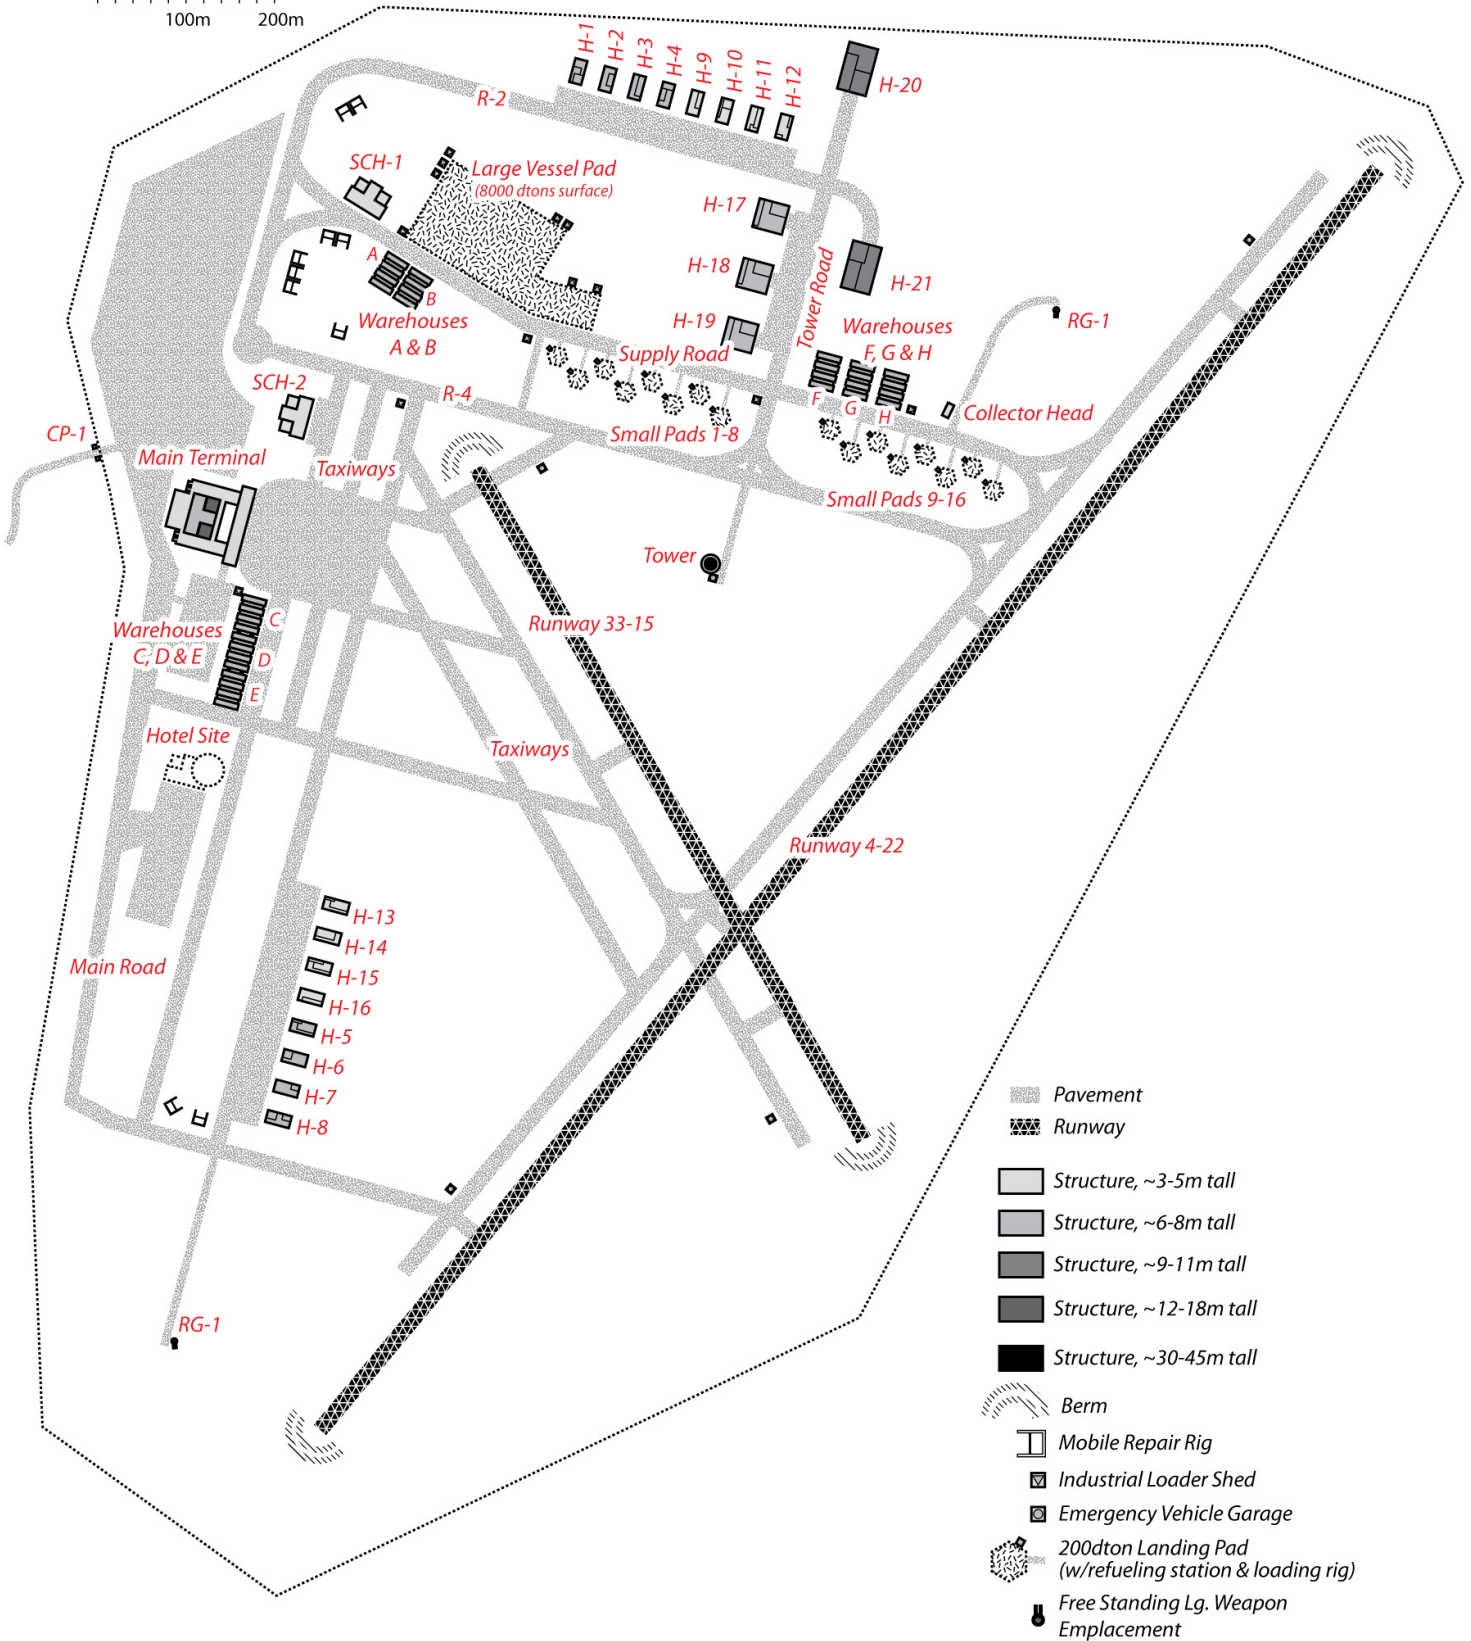 100m 200m
H-1
H-2
H-3
H-4
H-9
H-10
H-11
H-12
H-20
R-2
SCH-1
Large Vessel Pad
(8000 dtons surface)
H-17
H-18
H-19
Tower Road
H-21
A
B
Warehouses
A & B
Warehouses
F, G & H
RG-1
Supply Road
SCH-2
R-4
F
G
H
Collector Head
CP-1
Main Terminal
Taxiways
Small Pads 1-8
Small Pads 9-16
Tower
Runway 33-15
Warehouses
C, D & E
C
D
E
Hotel Site
Taxiways
Runway 4-22
H-13
H-14
H-15
H-16
H-5
H-6
H-7
H-8
Main Road
RG-1
Pavement
Runway
Structure, ~3-5m tall
Structure, ~6-8m tall
Structure, ~9-11m tall
Structure, ~12-18m tall
Structure, ~30-45m tall
Berm
Mobile Repair Rig
Industrial Loader Shed
Emergency Vehicle Garage
200dton Landing Pad
(w/refueling station & loading rig)
Free Standing Lg. Weapon
Emplacement